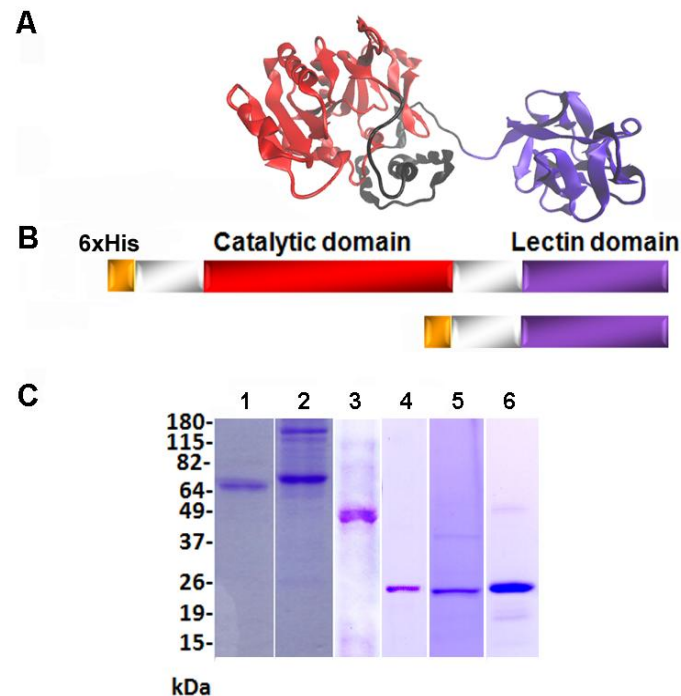 A
B
6xHis Catalytic domain Lectin domain
C
1 2 3 4 5 6
180-
115-
82-
64-
49-
37-
26-
19-
15-
kDa